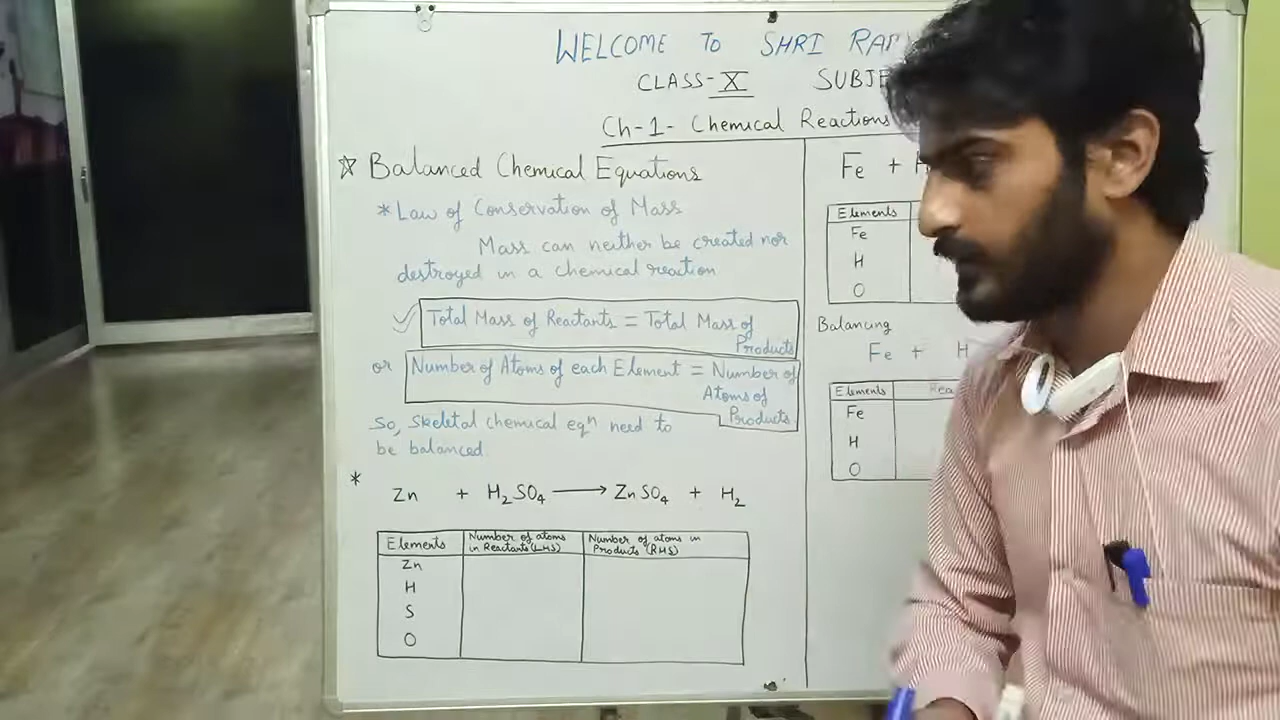 WELCOME TO SHRI
CLASS-X
Ch-1- Chemical Reactions
☆ Balanced Chemical Equations
* Law of Conservation of Mass
Mass can neither be created nor
destroyed in a chemical reaction
Total Mass of Reactants = Total Mass of
Products
or Number of Atoms of each Element = Number of
Atoms of
Products
So, skeletal chemical eqⁿ need to
be balanced
* Zn + H₂SO₄ → ZnSO₄ + H₂
Elements Number of atoms in Reactants (LHS) Number of atoms in Products (RHS)
Zn
H
S
O
Fe + H
Elements
Fe
H
O
Balancing
Fe + H
Elements
Fe
H
O